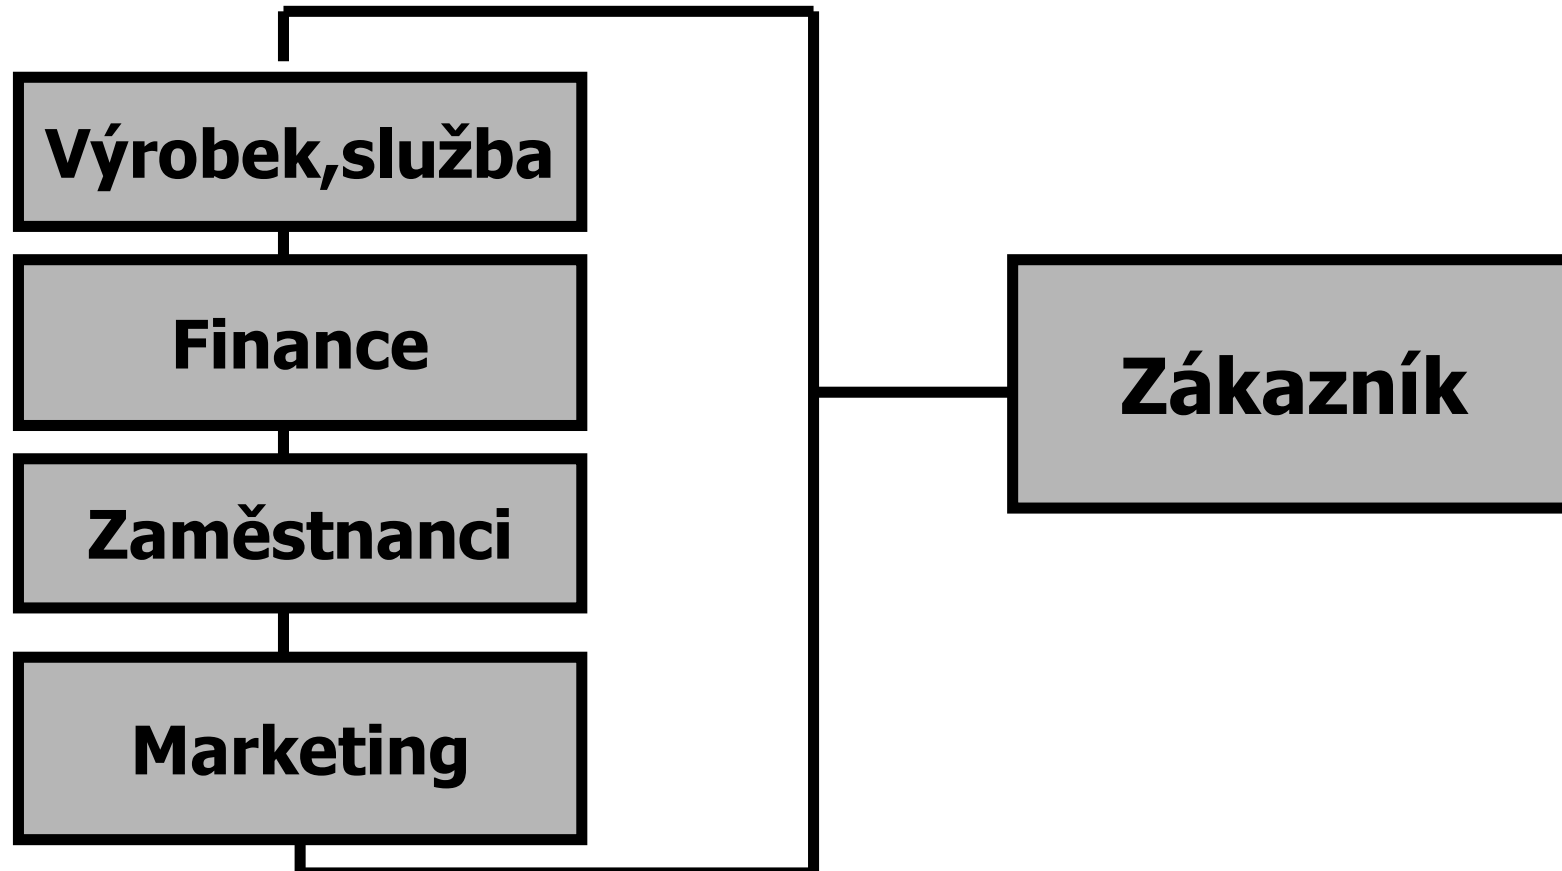 Výrobek,služba
Finance
Zaměstnanci
Marketing
Zákazník